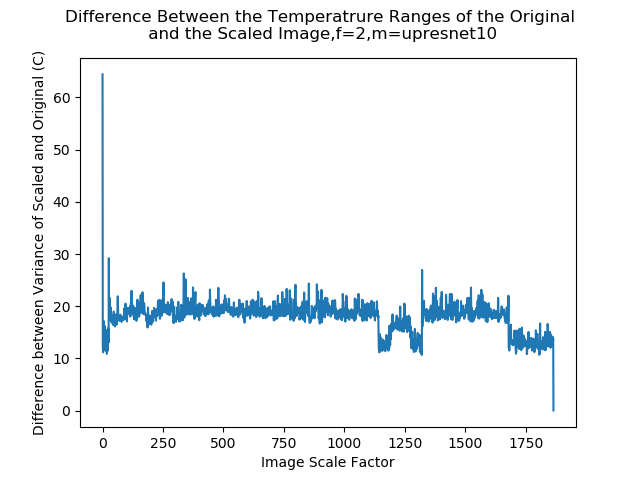 Difference Between the Temperatrure Ranges of the Original
and the Scaled Image,f=2,m=upresnet10
Difference between Variance of Scaled and Original (C)
60
50
40
30
20
10
0
0 250 500 750 1000 1250 1500 1750
Image Scale Factor